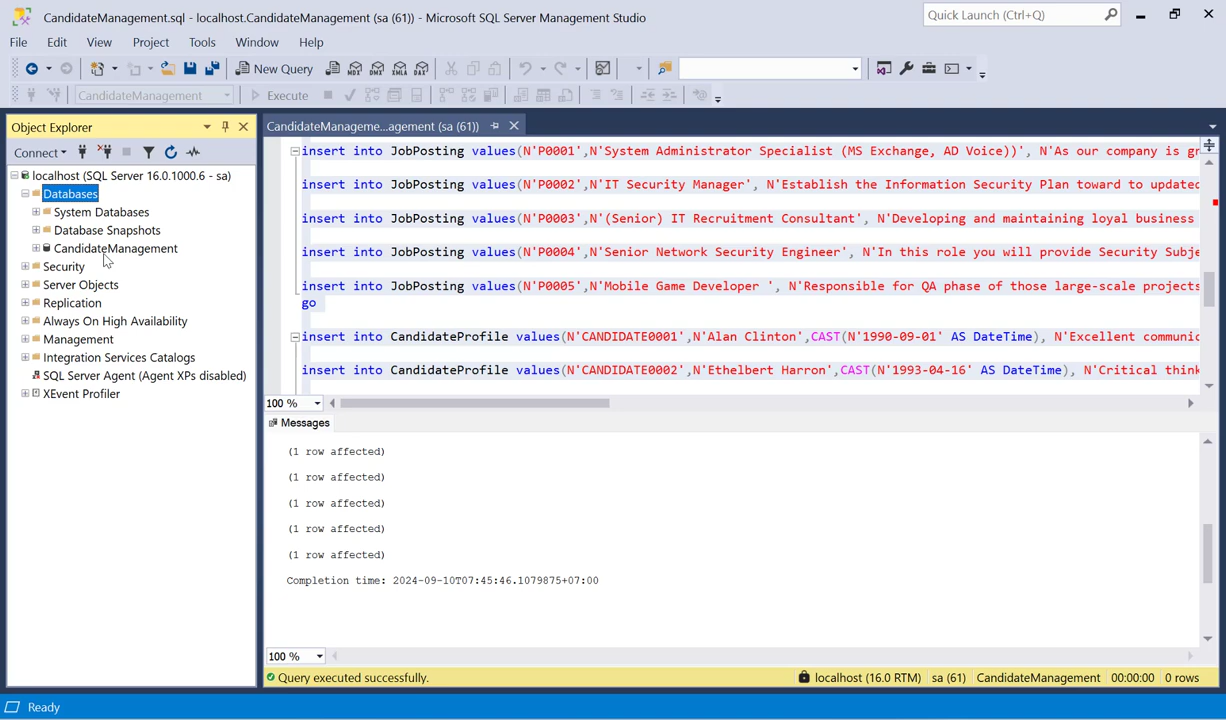 CandidateManagement.sql - localhost.CandidateManagement (sa (61)) - Microsoft SQL Server Management Studio
Quick Launch (Ctrl+Q)
File Edit View Project Tools Window Help
New Query
MDX DMX XMLA DAX
CandidateManagement
Execute
Object Explorer
Connect
localhost (SQL Server 16.0.1000.6 - sa)
Databases
System Databases
Database Snapshots
CandidateManagement
Security
Server Objects
Replication
Always On High Availability
Management
Integration Services Catalogs
SQL Server Agent (Agent XPs disabled)
XEvent Profiler
CandidateManageme...agement (sa (61))
insert into JobPosting values(N'P0001',N'System Administrator Specialist (MS Exchange, AD Voice))', N'As our company is gr
insert into JobPosting values(N'P0002',N'IT Security Manager', N'Establish the Information Security Plan toward to updated
insert into JobPosting values(N'P0003',N'(Senior) IT Recruitment Consultant', N'Developing and maintaining loyal business
insert into JobPosting values(N'P0004',N'Senior Network Security Engineer', N'In this role you will provide Security Subje
insert into JobPosting values(N'P0005',N'Mobile Game Developer ', N'Responsible for QA phase of those large-scale projects
go
insert into CandidateProfile values(N'CANDIDATE0001',N'Alan Clinton',CAST(N'1990-09-01' AS DateTime), N'Excellent communic
insert into CandidateProfile values(N'CANDIDATE0002',N'Ethelbert Harron',CAST(N'1993-04-16' AS DateTime), N'Critical think
100 %
Messages
(1 row affected)
(1 row affected)
(1 row affected)
(1 row affected)
(1 row affected)
Completion time: 2024-09-10T07:45:46.1079875+07:00
100 %
Query executed successfully.
localhost (16.0 RTM) sa (61) CandidateManagement 00:00:00 0 rows
Ready